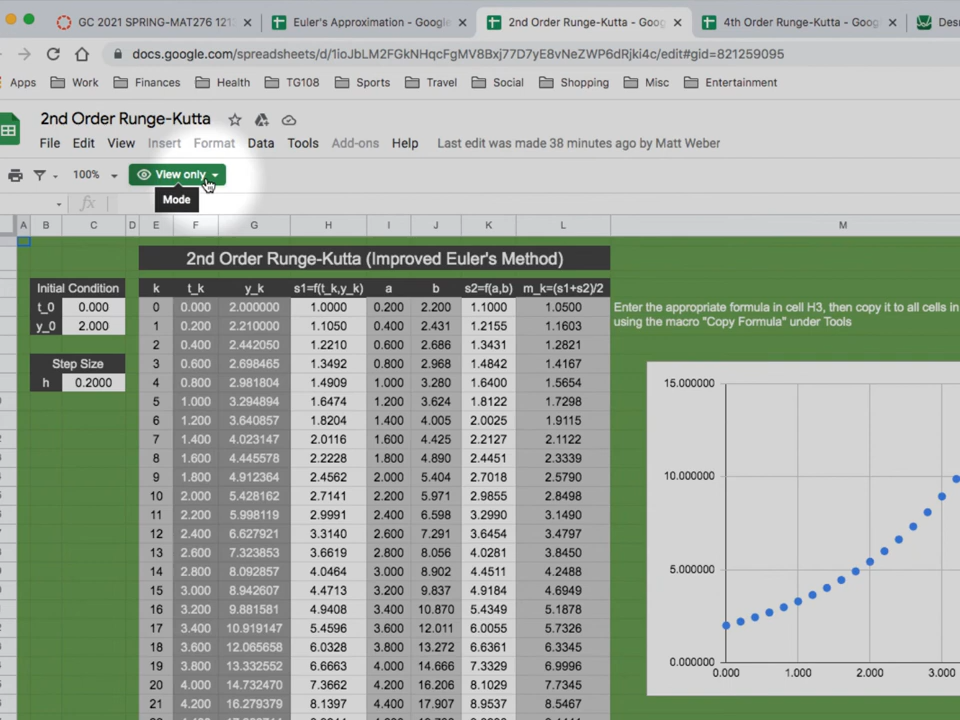 GC 2021 SPRING-MAT276 121
Euler's Approximation - Google
2nd Order Runge-Kutta - Goog
4th Order Runge-Kutta - Google
Des
docs.google.com/spreadsheets/d/1ioJbLM2FGkNHqcFgMV8Bxj77D7yE8vNeZWP6dRjki4c/edit#gid=821259095
Apps Work Finances Health TG108 Sports Travel Social Shopping Misc Entertainment
2nd Order Runge-Kutta
File Edit View Insert Format Data Tools Add-ons Help Last edit was made 38 minutes ago by Matt Weber
100% View only
Mode
fx
A B C D E F G H I J K L M
2nd Order Runge-Kutta (Improved Euler's Method)
Initial Condition
t_0 0.000
y_0 2.000
Step Size
h 0.2000
k t_k y_k s1=f(t_k,y_k) a b s2=f(a,b) m_k=(s1+s2)/2
0 0.000 2.000000 1.0000 0.200 2.200 1.1000 1.0500
1 0.200 2.210000 1.1050 0.400 2.431 1.2155 1.1603
2 0.400 2.442050 1.2210 0.600 2.686 1.3431 1.2821
3 0.600 2.698465 1.3492 0.800 2.968 1.4842 1.4167
4 0.800 2.981804 1.4909 1.000 3.280 1.6400 1.5654
5 1.000 3.294894 1.6474 1.200 3.624 1.8122 1.7298
6 1.200 3.640857 1.8204 1.400 4.005 2.0025 1.9115
7 1.400 4.023147 2.0116 1.600 4.425 2.2127 2.1122
8 1.600 4.445578 2.2228 1.800 4.890 2.4451 2.3339
9 1.800 4.912364 2.4562 2.000 5.404 2.7018 2.5790
10 2.000 5.428162 2.7141 2.200 5.971 2.9855 2.8498
11 2.200 5.998119 2.9991 2.400 6.598 3.2990 3.1490
12 2.400 6.627921 3.3140 2.600 7.291 3.6454 3.4797
13 2.600 7.323853 3.6619 2.800 8.056 4.0281 3.8450
14 2.800 8.092857 4.0464 3.000 8.902 4.4511 4.2488
15 3.000 8.942607 4.4713 3.200 9.837 4.9184 4.6949
16 3.200 9.881581 4.9408 3.400 10.870 5.4349 5.1878
17 3.400 10.919147 5.4596 3.600 12.011 6.0055 5.7326
18 3.600 12.065658 6.0328 3.800 13.272 6.6361 6.3345
19 3.800 13.332552 6.6663 4.000 14.666 7.3329 6.9996
20 4.000 14.732470 7.3662 4.200 16.206 8.1029 7.7345
21 4.200 16.279379 8.1397 4.400 17.907 8.9537 8.5467
Enter the appropriate formula in cell H3, then copy it to all cells in
using the macro "Copy Formula" under Tools
15.000000
10.000000
5.000000
0.000000
0.000 1.000 2.000 3.000